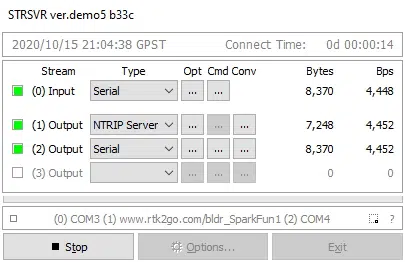 STRSVR ver.demo5 b33c
2020/10/15 21:04:38 GPST Connect Time: 0d 00:00:14
Stream Type Opt Cmd Conv Bytes Bps
(0) Input Serial ... ... 8,370 4,448
(1) Output NTRIP Server ... ... ... 7,248 4,452
(2) Output Serial ... ... ... 8,370 4,452
(3) Output ... ... ... 0 0
(0) COM3 (1) www.rtk2go.com/bldr_SparkFun1 (2) COM4 ?
Stop Options... Exit